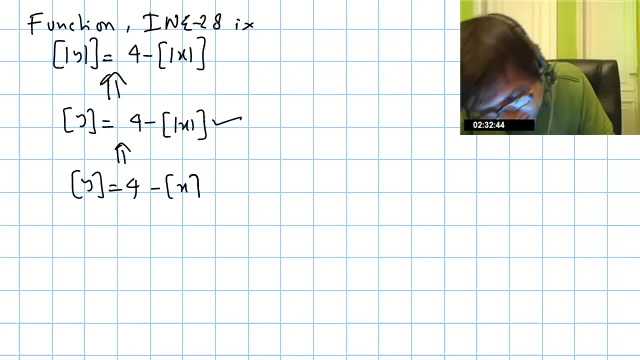 Function, INE-28 ix
[|y|] = 4 - [|x|]
⇑
[y] = 4 - [|x|] ✓
⇑
[y] = 4 - [x]
02:32:44